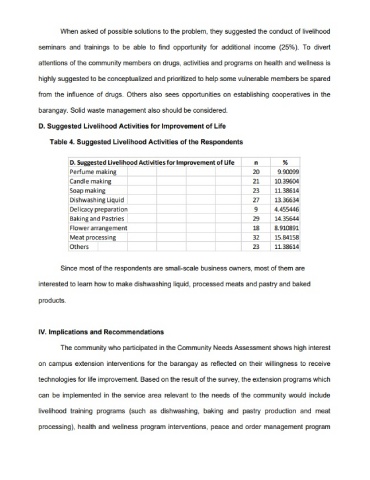 When asked of possible solutions to the problem, they suggested the conduct of livelihood
seminars and trainings to be able to find opportunity for additional income (25%). To divert
attentions of the community members on drugs, activities and programs on health and wellness is
highly suggested to be conceptualized and prioritized to help some vulnerable members be spared
from the influence of drugs. Others also sees opportunities on establishing cooperatives in the
barangay. Solid waste management also should be considered.
D. Suggested Livelihood Activities for Improvement of Life
Table 4. Suggested Livelihood Activities of the Respondents
D. Suggested Livelihood Activities for Improvement of Life n %
Perfume making 20 9.90099
Candle making 21 10.39604
Soap making 23 11.38614
Dishwashing Liquid 27 13.36634
Delicacy preparation 9 4.455446
Baking and Pastries 29 14.35644
Flower arrangement 18 8.910891
Meat processing 32 15.84158
Others 23 11.38614
Since most of the respondents are small-scale business owners, most of them are
interested to learn how to make dishwashing liquid, processed meats and pastry and baked
products.
IV. Implications and Recommendations
The community who participated in the Community Needs Assessment shows high interest
on campus extension interventions for the barangay as reflected on their willingness to receive
technologies for life improvement. Based on the result of the survey, the extension programs which
can be implemented in the service area relevant to the needs of the community would include
livelihood training programs (such as dishwashing, baking and pastry production and meat
processing), health and wellness program interventions, peace and order management program